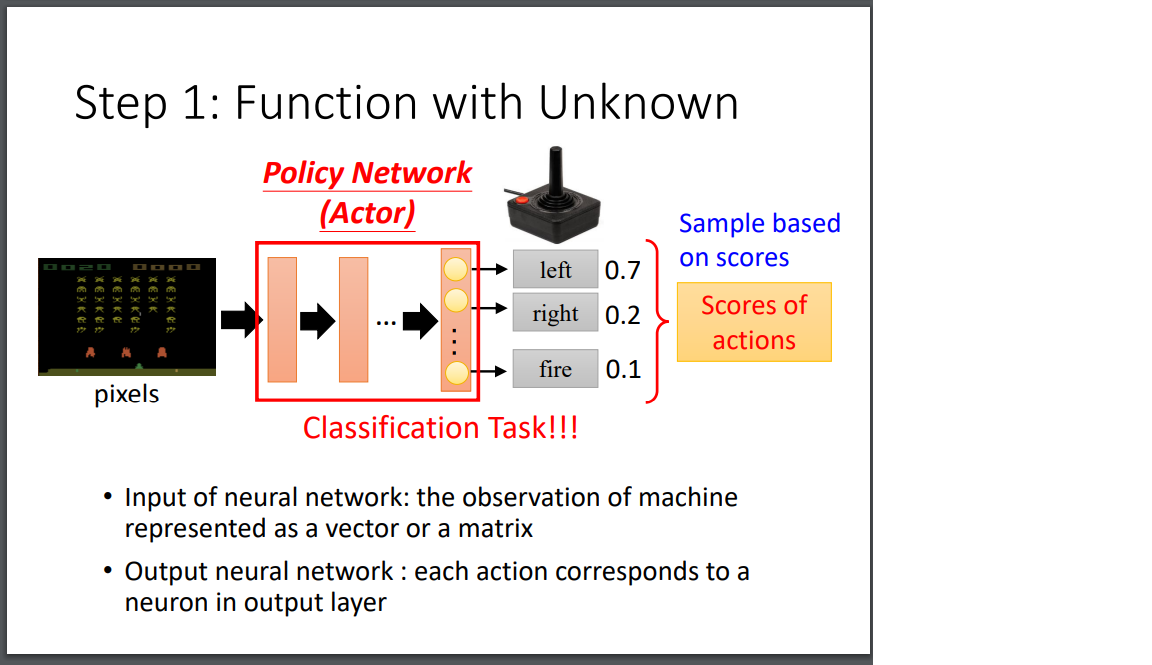 Step 1: Function with Unknown
Policy Network
(Actor)
Sample based
on scores
left 0.7
right 0.2
fire 0.1
Scores of
actions
...
pixels
Classification Task!!!
• Input of neural network: the observation of machine
represented as a vector or a matrix
• Output neural network : each action corresponds to a
neuron in output layer